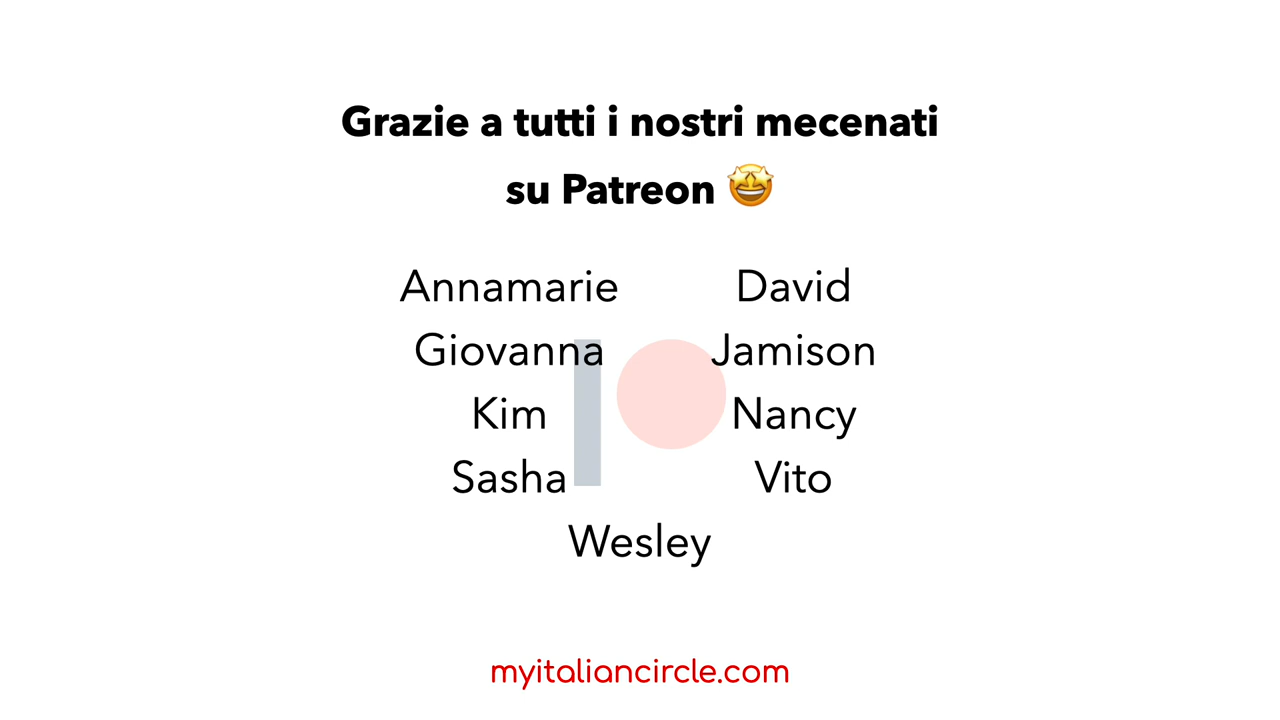 Grazie a tutti i nostri mecenati
su Patreon 🤩
Annamarie David
Giovanna Jamison
Kim Nancy
Sasha Vito
Wesley
myitaliancircle.com